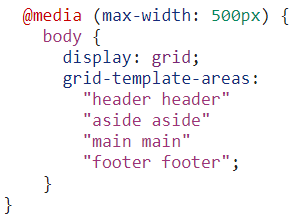 @media (max-width: 500px) {
body {
display: grid;
grid-template-areas:
"header header"
"aside aside"
"main main"
"footer footer";
}
}